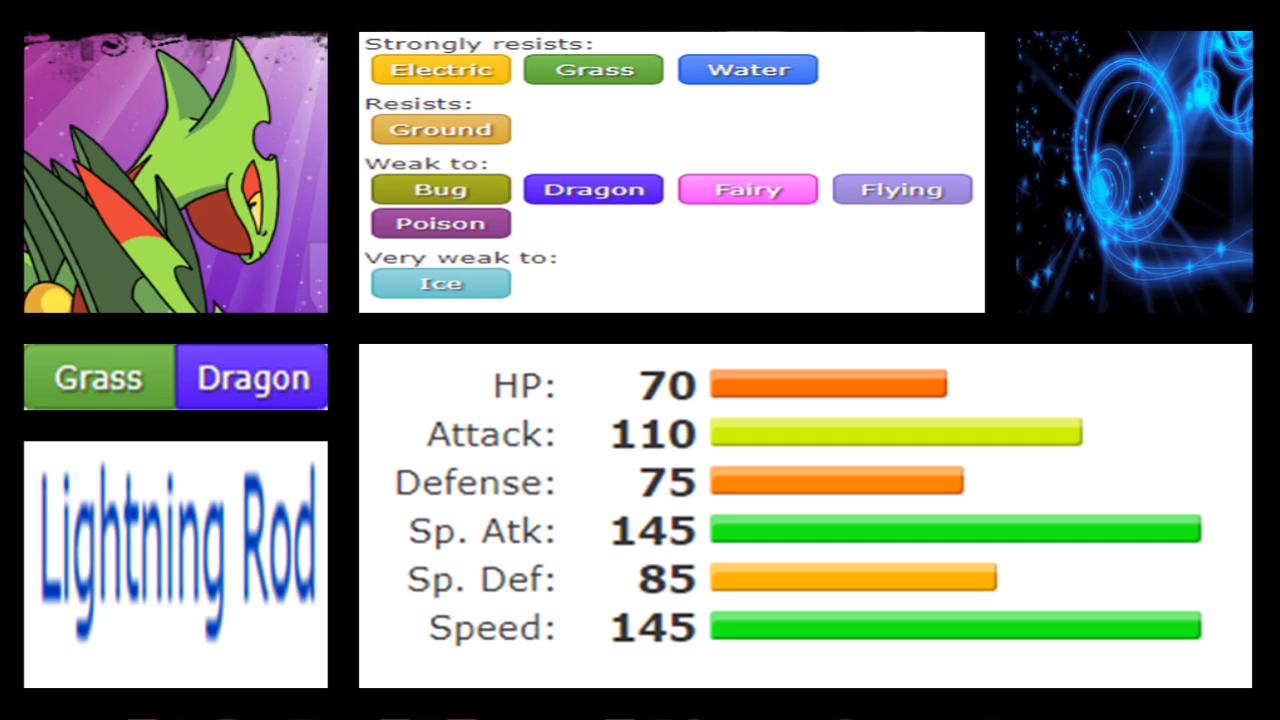 Strongly resists:
Electric Grass Water
Resists:
Ground
Weak to:
Bug Dragon Fairy Flying
Poison
Very weak to:
Ice
Grass Dragon
Lightning Rod
HP: 70
Attack: 110
Defense: 75
Sp. Atk: 145
Sp. Def: 85
Speed: 145